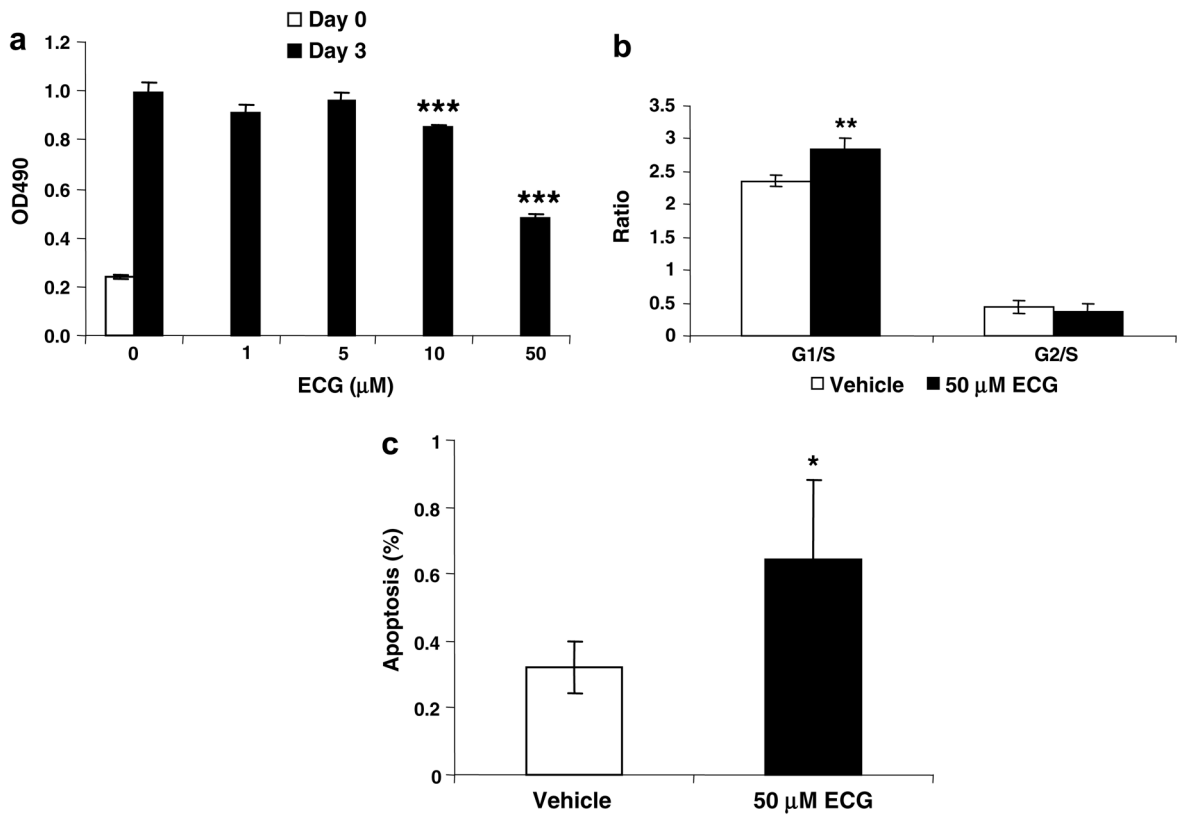 a
Day 0
Day 3
1.2
1.0
0.8
0.6
0.4
0.2
0.0
OD490
***
***
0 1 5 10 50
ECG (μM)
b
3.5
3
2.5
2
1.5
1
0.5
0
Ratio
**
G1/S G2/S
Vehicle 50 μM ECG
c
1
0.8
0.6
0.4
0.2
0
Apoptosis (%)
*
Vehicle 50 μM ECG